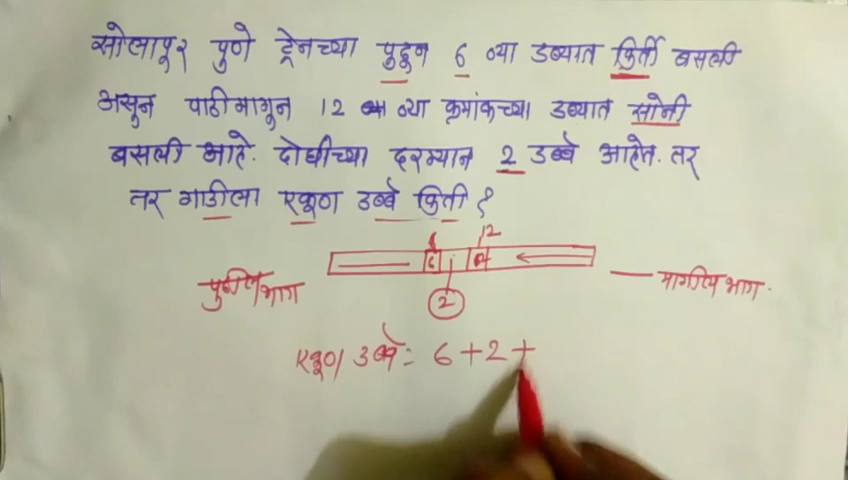 सोलापूर पुणे ट्रेनच्या पुढून 6 व्या डब्यात किर्ती बसली
असून पाठीमागून 12 व्या क्रमांकच्या डब्यात सोनी
बसली आहे. दोघींच्या दरम्यान 2 डब्बे आहेत. तर
तर गाडीला एकूण डब्बे किती ?
12
6
पुढील भाग
मागील भाग.
2
एकूण डब्बे = 6 + 2 +